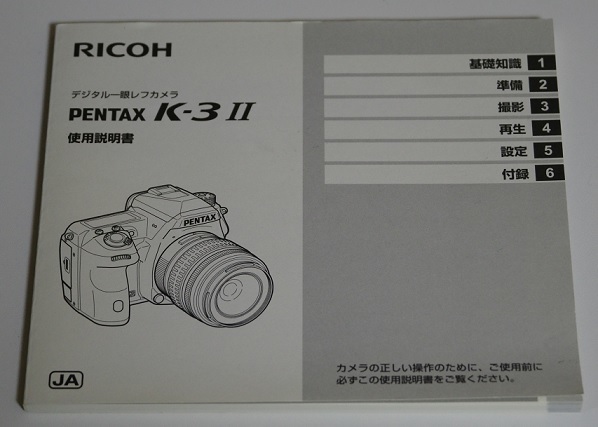 RICOH
デジタル一眼レフカメラ
PENTAX K-3 II
使用説明書
PENTAX
JA
基礎知識 1
準備 2
撮影 3
再生 4
設定 5
付録 6
カメラの正しい操作のために、ご使用前に
必ずこの使用説明書をご覧ください。